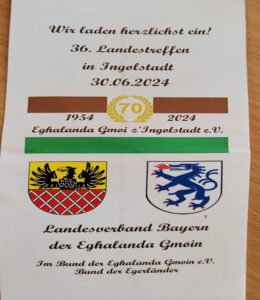 Wir laden herzlichst ein!
36. Landestreffen
in Ingolstadt
30.06.2024
70
1954 2024
Eghalanda Gmoi z'Ingolstadt e.V.
Landesverband Bayern
der Eghalanda Gmoin
Im Bund der Eghalanda Gmoin e.V.
Bund der Egerländer